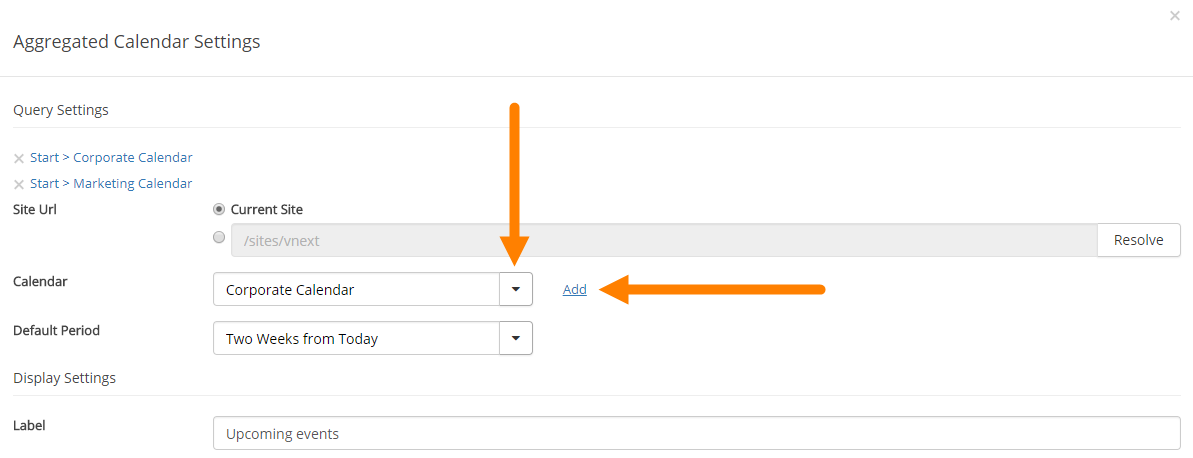 Aggregated Calendar Settings
Query Settings
Start > Corporate Calendar
Start > Marketing Calendar
Site Url
Current Site
/sites/vnext
Resolve
Calendar
Corporate Calendar
Add
Default Period
Two Weeks from Today
Display Settings
Label
Upcoming events